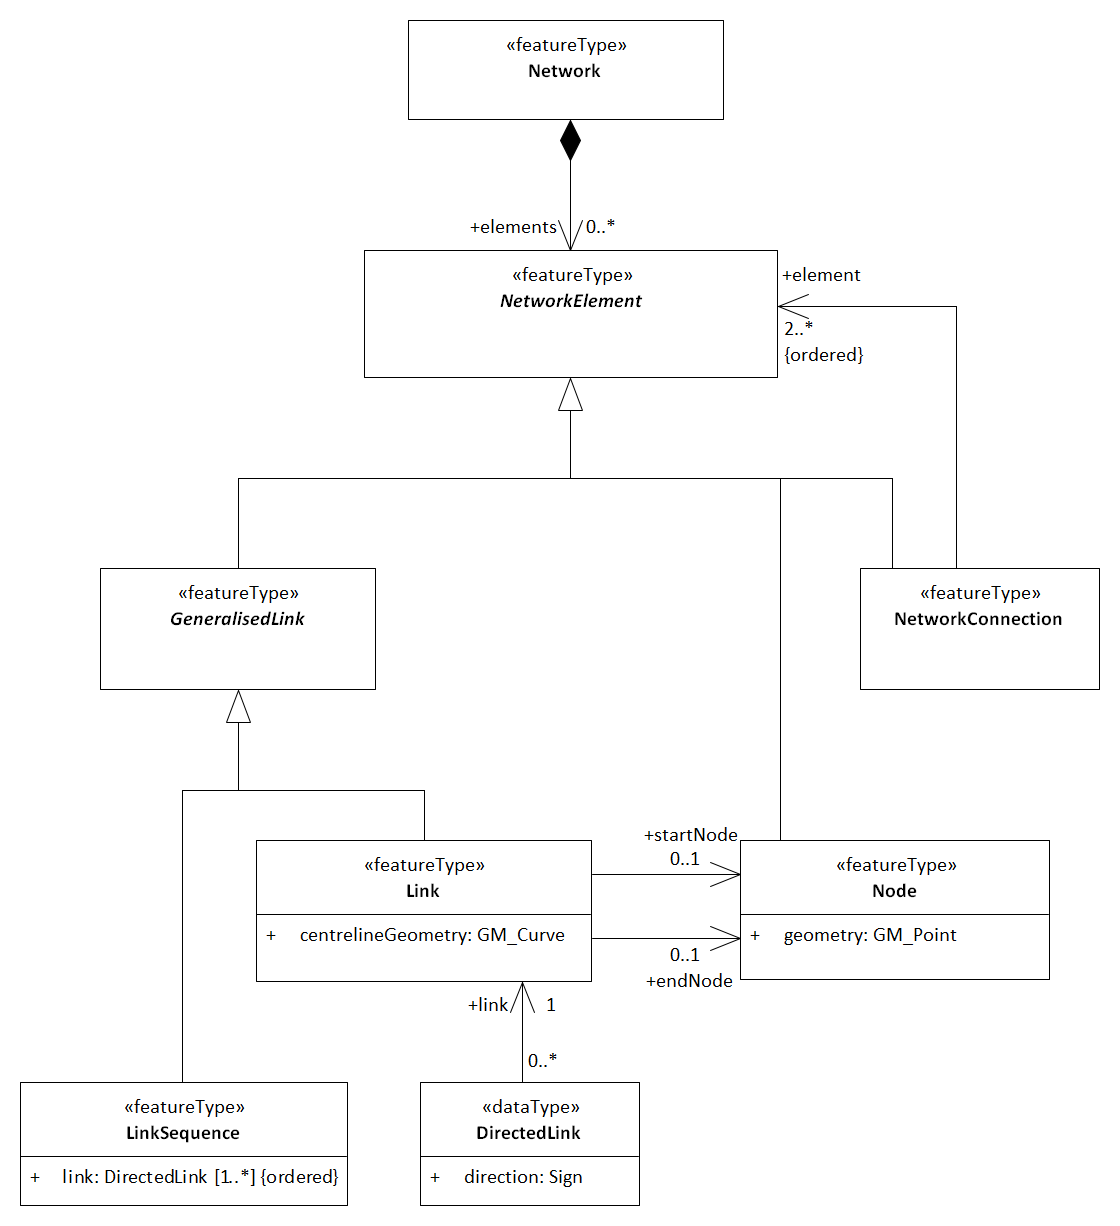 «featureType»
Network
+elements
0..*
«featureType»
NetworkElement
+element
2..*
{ordered}
«featureType»
GeneralisedLink
«featureType»
NetworkConnection
«featureType»
Link
+ centrelineGeometry: GM_Curve
+startNode
0..1
0..1
+endNode
«featureType»
Node
+ geometry: GM_Point
+link
1
0..*
«featureType»
LinkSequence
+ link: DirectedLink [1..*] {ordered}
«dataType»
DirectedLink
+ direction: Sign